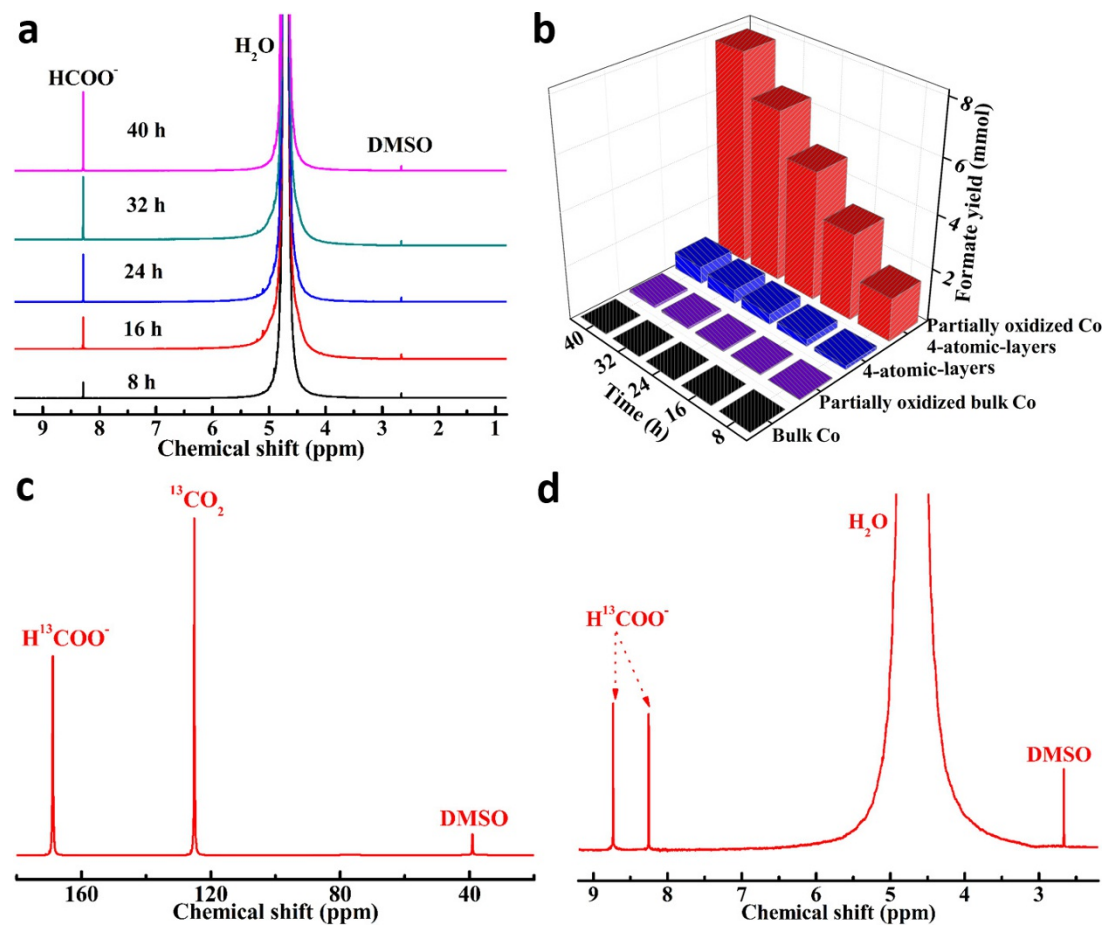 a
H₂O
HCOO⁻
40 h
DMSO
32 h
24 h
16 h
8 h
9 8 7 6 5 4 3 2 1
Chemical shift (ppm)
b
8
6
4
2
Formate yield (mmol)
40
32
24
16
8
Time (h)
Partially oxidized Co
4-atomic-layers
4-atomic-layers
Partially oxidized bulk Co
Bulk Co
c
¹³CO₂
H¹³COO⁻
DMSO
160 120 80 40
Chemical shift (ppm)
d
H₂O
H¹³COO⁻
DMSO
9 8 7 6 5 4 3
Chemical shift (ppm)